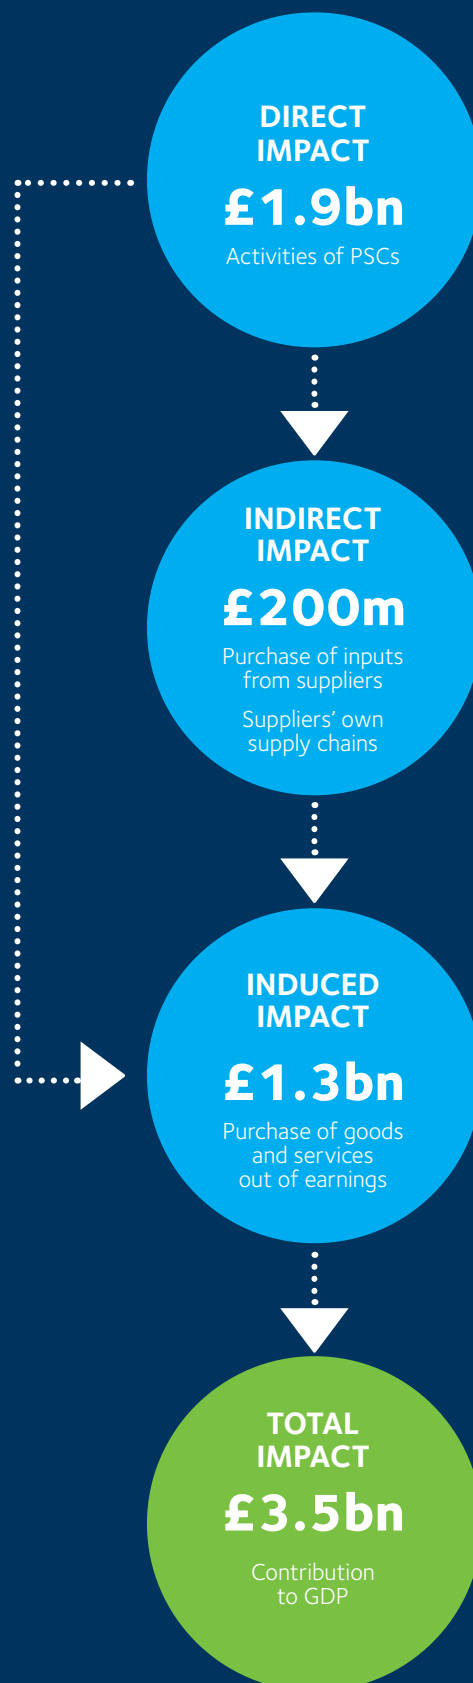 DIRECT
IMPACT
£1.9bn
Activities of PSCs
INDIRECT
IMPACT
£200m
Purchase of inputs
from suppliers
Suppliers’ own
supply chains
INDUCED
IMPACT
£1.3bn
Purchase of goods
and services
out of earnings
TOTAL
IMPACT
£3.5bn
Contribution
to GDP